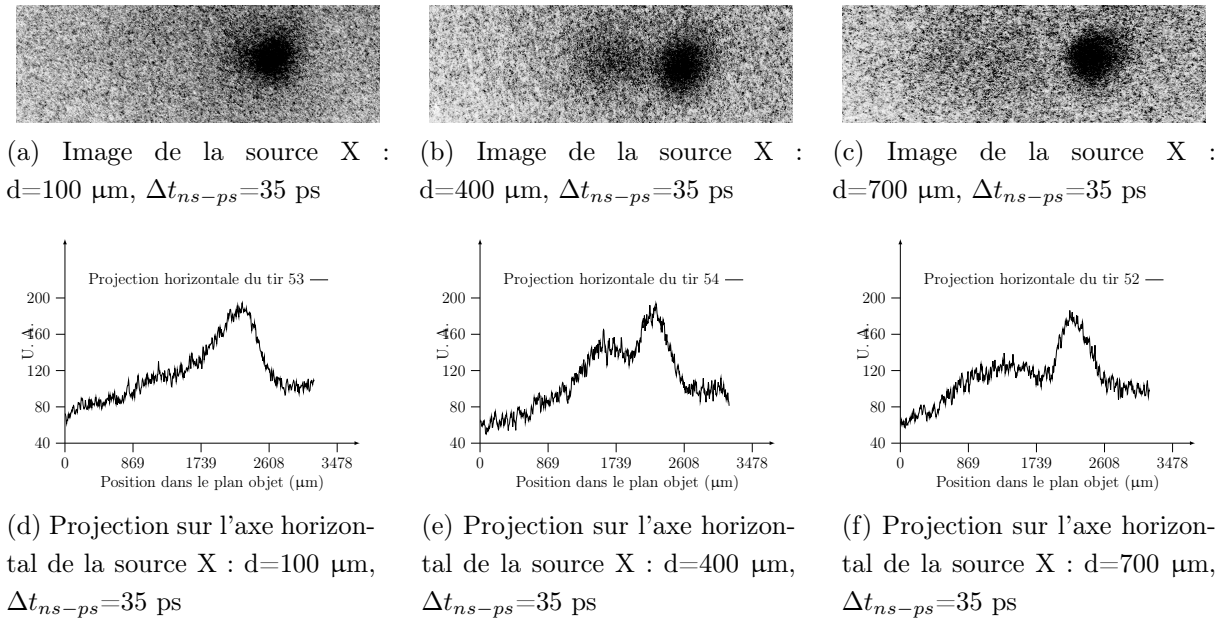 (a) Image de la source X :
d=100 µm, Δt_{ns−ps}=35 ps
(b) Image de la source X :
d=400 µm, Δt_{ns−ps}=35 ps
(c) Image de la source X :
d=700 µm, Δt_{ns−ps}=35 ps
Projection horizontale du tir 53
200
160
120
80
40
U.A.
0 869 1739 2608 3478
Position dans le plan objet (µm)
Projection horizontale du tir 54
200
160
120
80
40
U.A.
0 869 1739 2608 3478
Position dans le plan objet (µm)
Projection horizontale du tir 52
200
160
120
80
40
U.A.
0 869 1739 2608 3478
Position dans le plan objet (µm)
(d) Projection sur l'axe horizon-
tal de la source X : d=100 µm,
Δt_{ns−ps}=35 ps
(e) Projection sur l'axe horizon-
tal de la source X : d=400 µm,
Δt_{ns−ps}=35 ps
(f) Projection sur l'axe horizon-
tal de la source X : d=700 µm,
Δt_{ns−ps}=35 ps